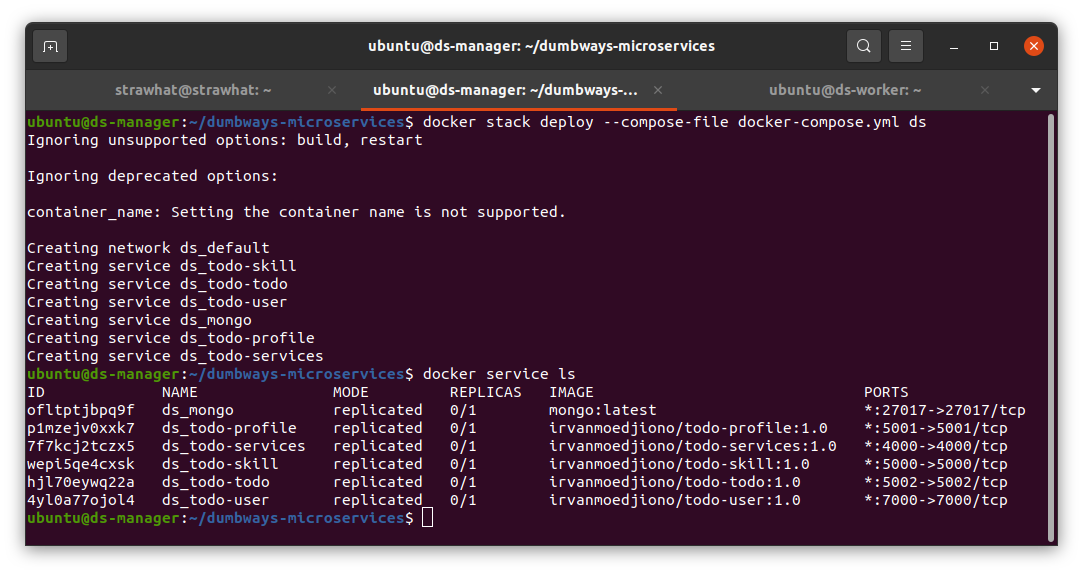 ubuntu@ds-manager: ~/dumbways-microservices
strawhat@strawhat: ~
ubuntu@ds-manager: ~/dumbways-...
ubuntu@ds-worker: ~
ubuntu@ds-manager:~/dumbways-microservices$ docker stack deploy --compose-file docker-compose.yml ds
Ignoring unsupported options: build, restart
Ignoring deprecated options:
container_name: Setting the container name is not supported.
Creating network ds_default
Creating service ds_todo-skill
Creating service ds_todo-todo
Creating service ds_todo-user
Creating service ds_mongo
Creating service ds_todo-profile
Creating service ds_todo-services
ubuntu@ds-manager:~/dumbways-microservices$ docker service ls
ID NAME MODE REPLICAS IMAGE PORTS
ofltptjbpq9f ds_mongo replicated 0/1 mongo:latest *:27017->27017/tcp
p1mzejv0xxk7 ds_todo-profile replicated 0/1 irvanmoedjiono/todo-profile:1.0 *:5001->5001/tcp
7f7kcj2tczx5 ds_todo-services replicated 0/1 irvanmoedjiono/todo-services:1.0 *:4000->4000/tcp
wepi5qe4cxsk ds_todo-skill replicated 0/1 irvanmoedjiono/todo-skill:1.0 *:5000->5000/tcp
hjl70eywq22a ds_todo-todo replicated 0/1 irvanmoedjiono/todo-todo:1.0 *:5002->5002/tcp
4yl0a77ojol4 ds_todo-user replicated 0/1 irvanmoedjiono/todo-user:1.0 *:7000->7000/tcp
ubuntu@ds-manager:~/dumbways-microservices$